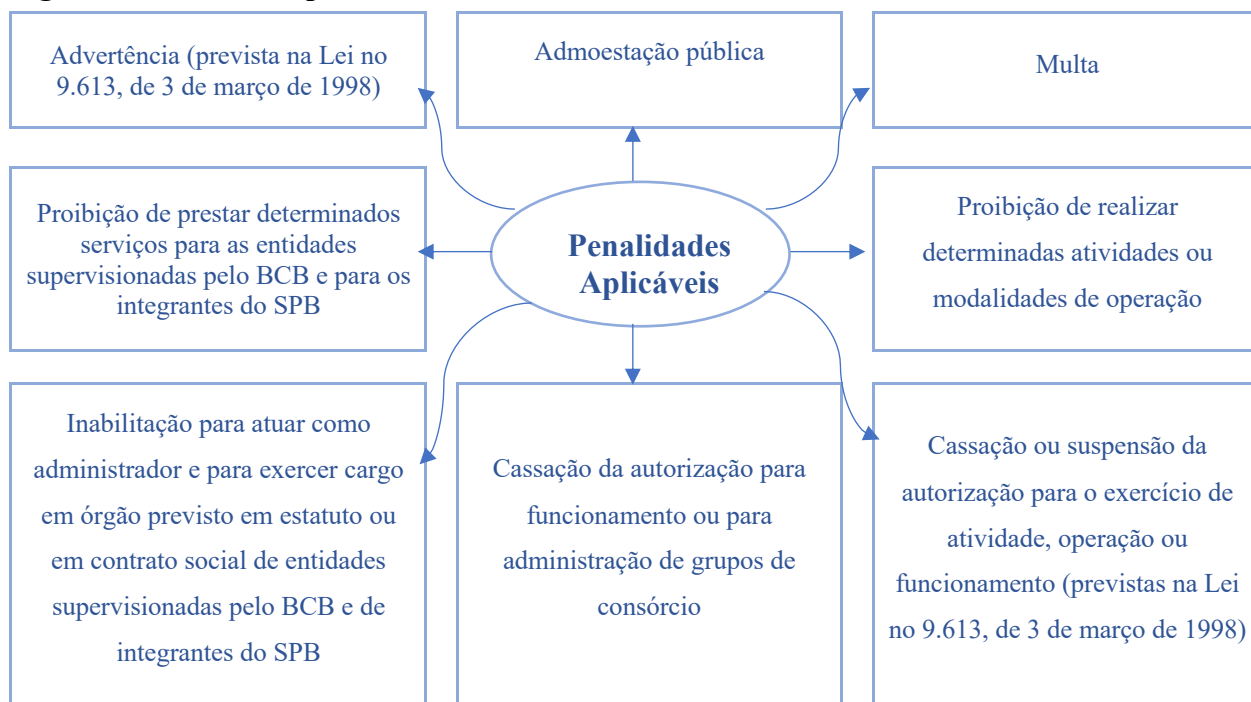 Advertência (prevista na Lei no
9.613, de 3 de março de 1998)
Admoestação pública
Multa
Proibição de prestar determinados
serviços para as entidades
supervisionadas pelo BCB e para os
integrantes do SPB
Penalidades
Aplicáveis
Proibição de realizar
determinadas atividades ou
modalidades de operação
Inabilitação para atuar como
administrador e para exercer cargo
em órgão previsto em estatuto ou
em contrato social de entidades
supervisionadas pelo BCB e de
integrantes do SPB
Cassação da autorização para
funcionamento ou para
administração de grupos de
consórcio
Cassação ou suspensão da
autorização para o exercício de
atividade, operação ou
funcionamento (previstas na Lei
no 9.613, de 3 de março de 1998)